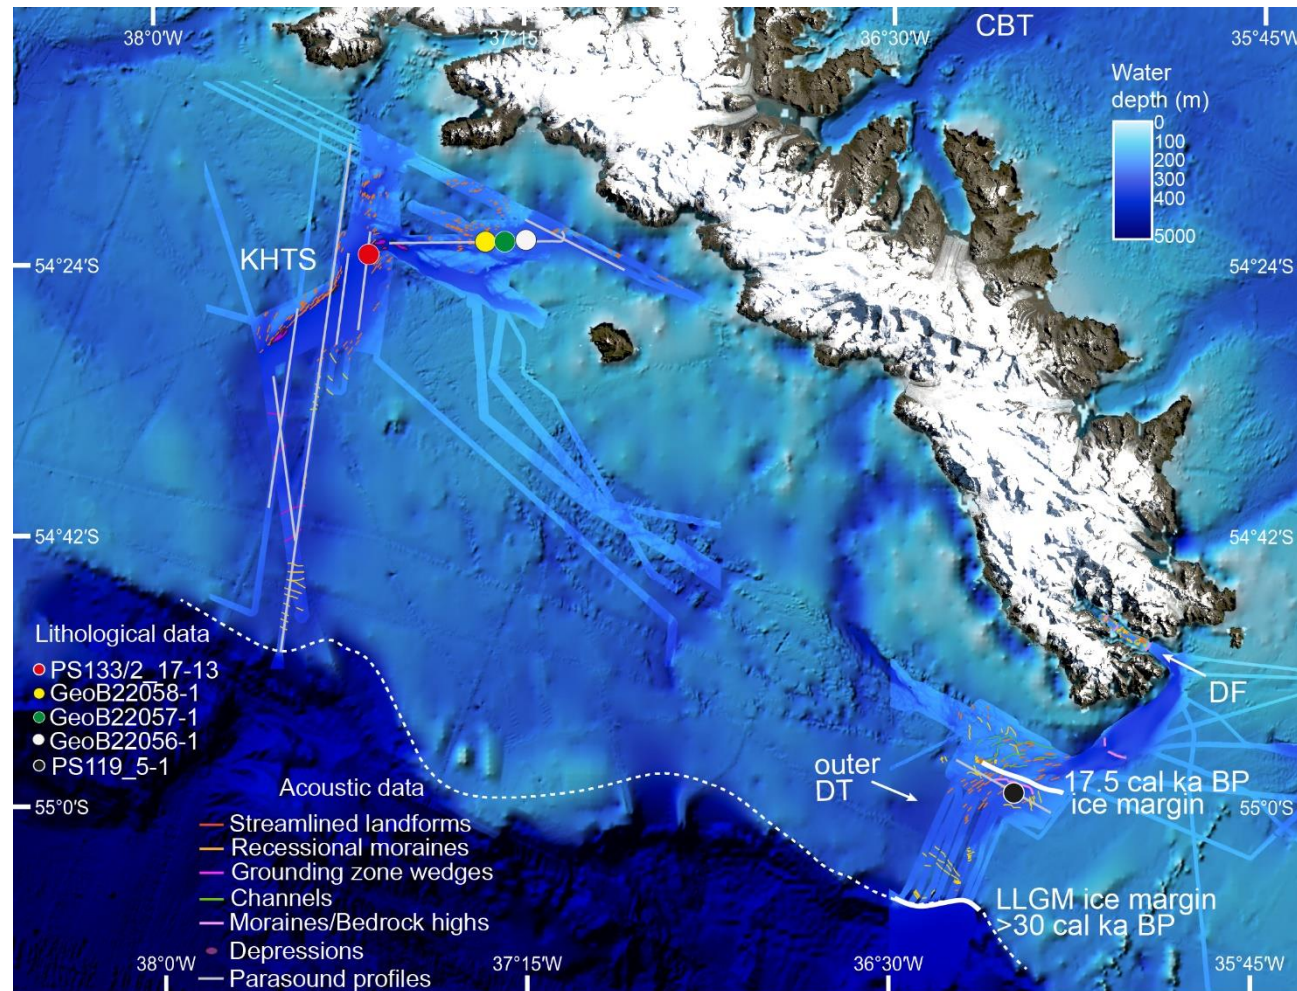 38°0′W
37°15′
36°30′W
35°45′W
CBT
Water
depth (m)
0
100
200
300
400
5000
KHTS
54°24′S
54°24′S
54°42′S
54°42′S
Lithological data
PS133/2_17-13
GeoB22058-1
GeoB22057-1
GeoB22056-1
PS119_5-1
DF
outer
DT
17.5 cal ka BP
ice margin
55°0′S
55°0′S
Acoustic data
Streamlined landforms
Recessional moraines
Grounding zone wedges
Channels
Moraines/Bedrock highs
Depressions
Parasound profiles
LLGM ice margin
>30 cal ka BP
38°0′W
37°15′W
36°30′W
35°45′W